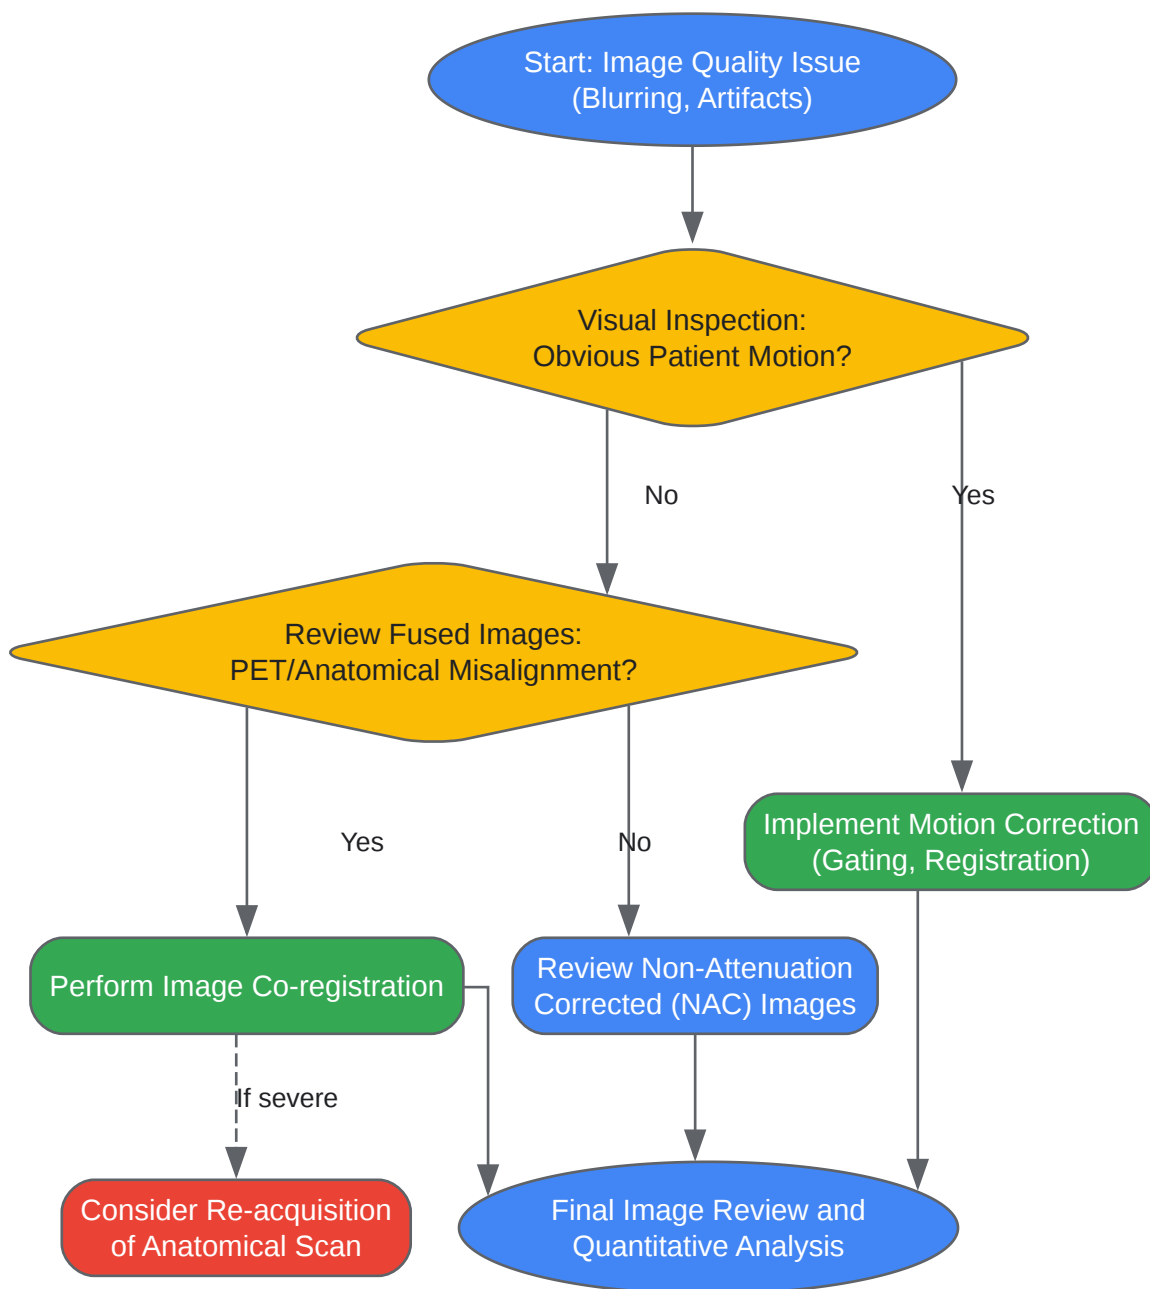 Start: Image Quality Issue
(Blurring, Artifacts)
Visual Inspection:
Obvious Patient Motion?
No
Yes
Review Fused Images:
PET/Anatomical Misalignment?
Yes
No
Implement Motion Correction
(Gating, Registration)
Perform Image Co-registration
Review Non-Attenuation
Corrected (NAC) Images
If severe
Consider Re-acquisition
of Anatomical Scan
Final Image Review and
Quantitative Analysis